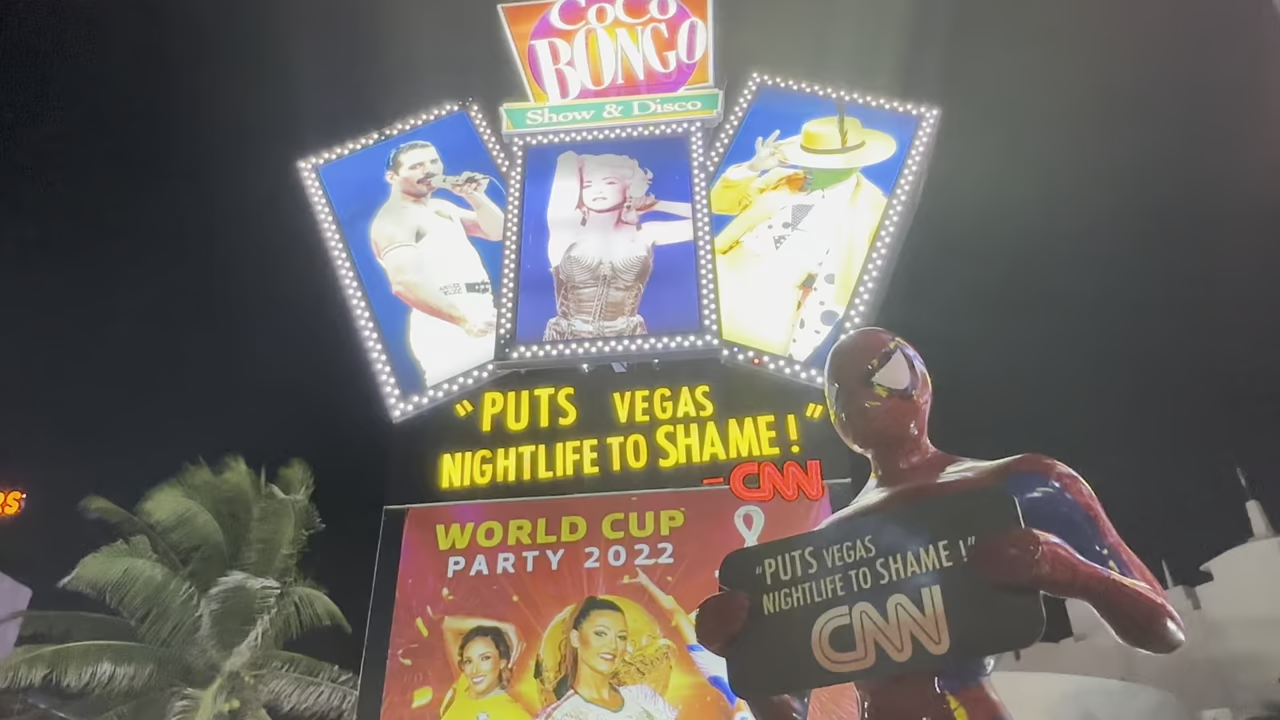 COCO
BONGO
Show & Disco
"PUTS VEGAS
NIGHTLIFE TO SHAME!"
-CNN
WORLD CUP
PARTY 2022
"PUTS VEGAS
NIGHTLIFE TO SHAME!"
CNN
RS